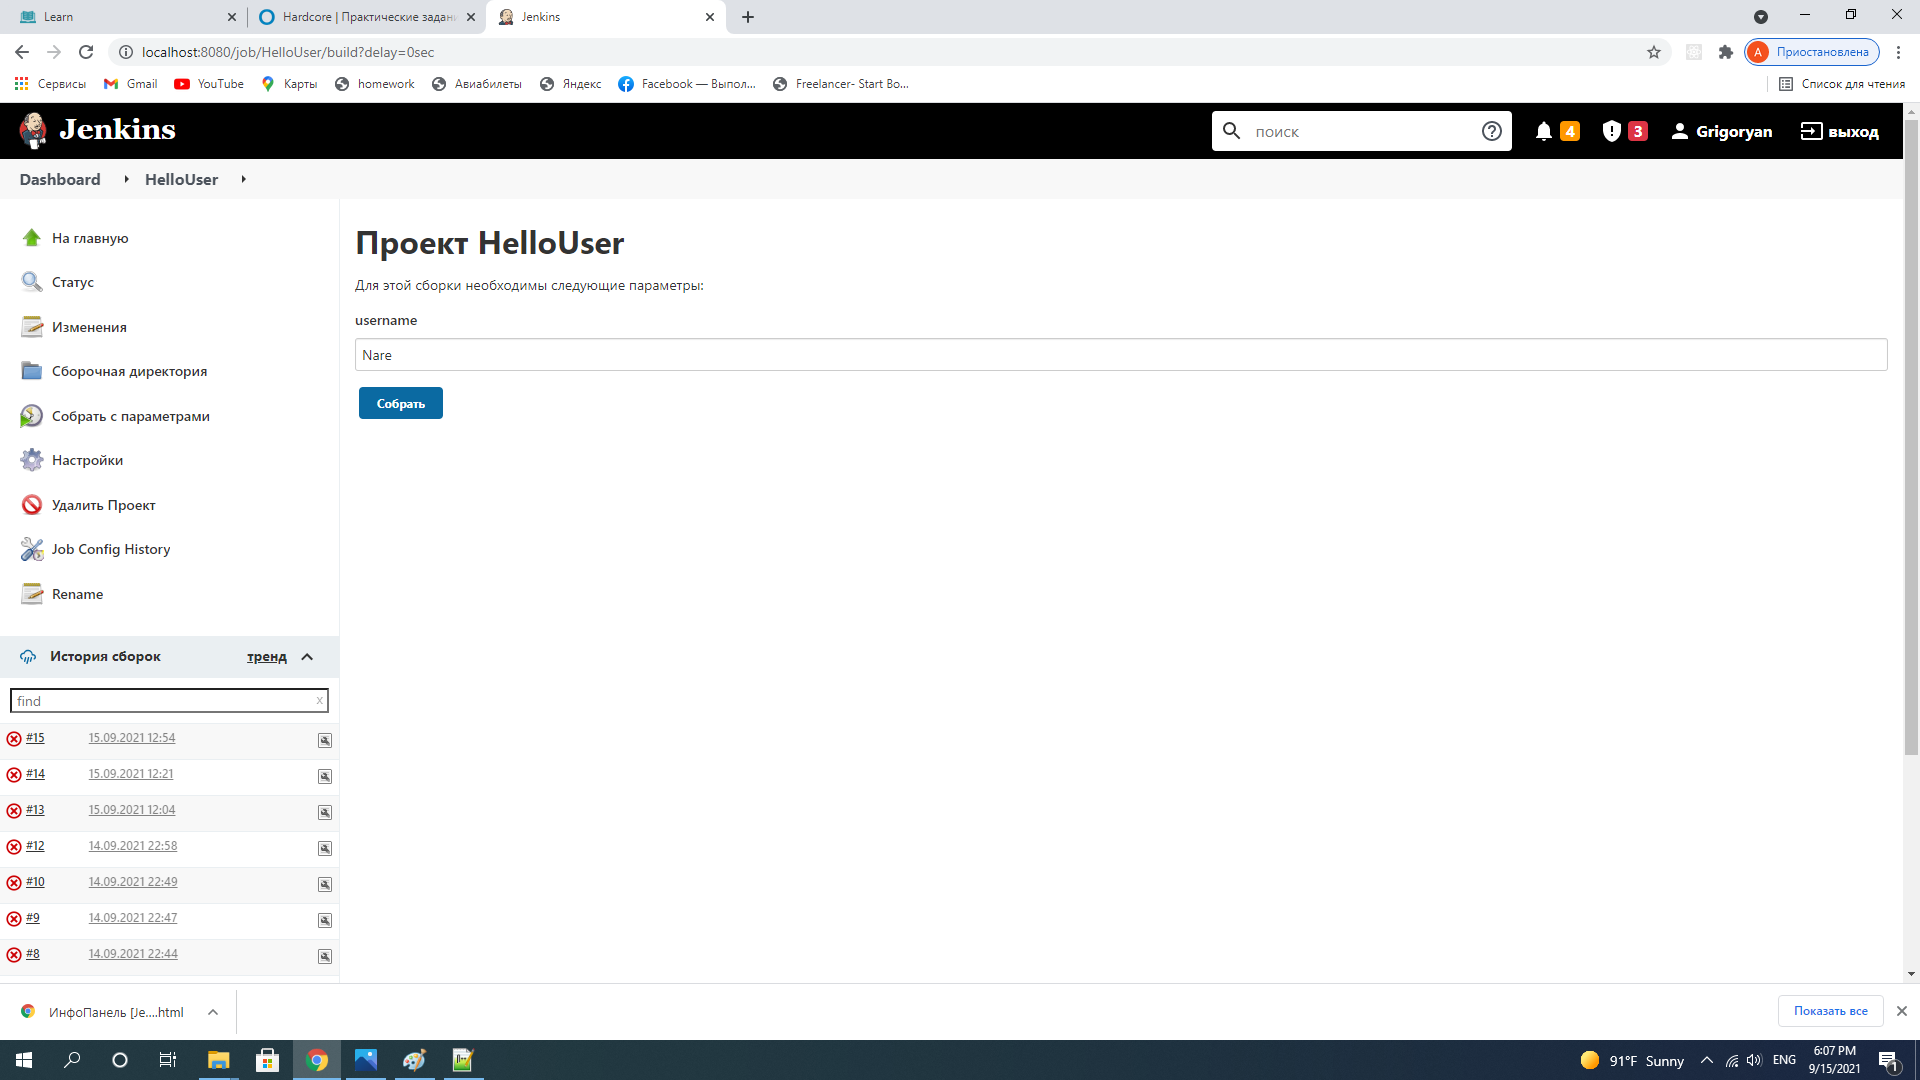 Learn
Hardcore | Практические задани
Jenkins
localhost:8080/job/HelloUser/build?delay=0sec
A Приостановлена
Сервисы Gmail YouTube Карты homework Авиабилеты Яндекс Facebook — Выпол... Freelancer- Start Bo... Список для чтения
Jenkins
поиск
4
3
Grigoryan
выход
Dashboard HelloUser
На главную
Статус
Изменения
Сборочная директория
Собрать с параметрами
Настройки
Удалить Проект
Job Config History
Rename
Проект HelloUser
Для этой сборки необходимы следующие параметры:
username
Nare
Собрать
История сборок тренд
find x
#15 15.09.2021 12:54
#14 15.09.2021 12:21
#13 15.09.2021 12:04
#12 14.09.2021 22:58
#10 14.09.2021 22:49
#9 14.09.2021 22:47
#8 14.09.2021 22:44
ИнфоПанель [Je....html
Показать все
91°F Sunny
ENG
6:07 PM
9/15/2021
1